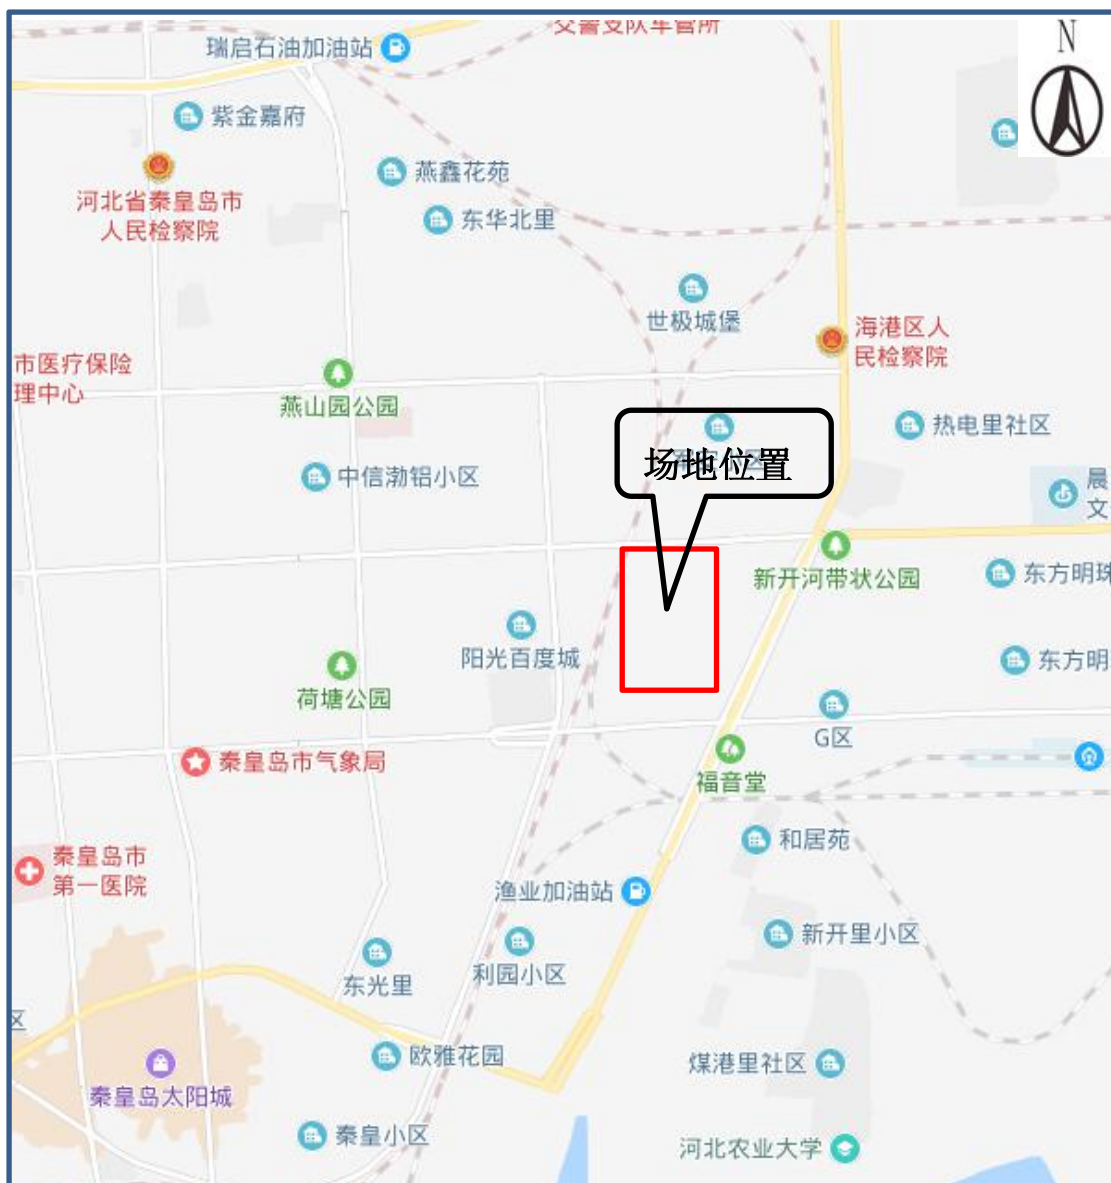 交警支队车管所
N
瑞启石油加油站
紫金嘉府
燕鑫花苑
河北省秦皇岛市
人民检察院
东华北里
世极城堡
海港区人
民检察院
市医疗保险
理中心
燕山园公园
热电里社区
中信渤铝小区
场地位置
晨
文
新开河带状公园
东方明珠
阳光百度城
东方明
荷塘公园
G区
秦皇岛市气象局
福音堂
和居苑
秦皇岛市
第一医院
渔业加油站
新开里小区
利园小区
东光里
区
欧雅花园
煤港里社区
秦皇岛太阳城
秦皇小区
河北农业大学